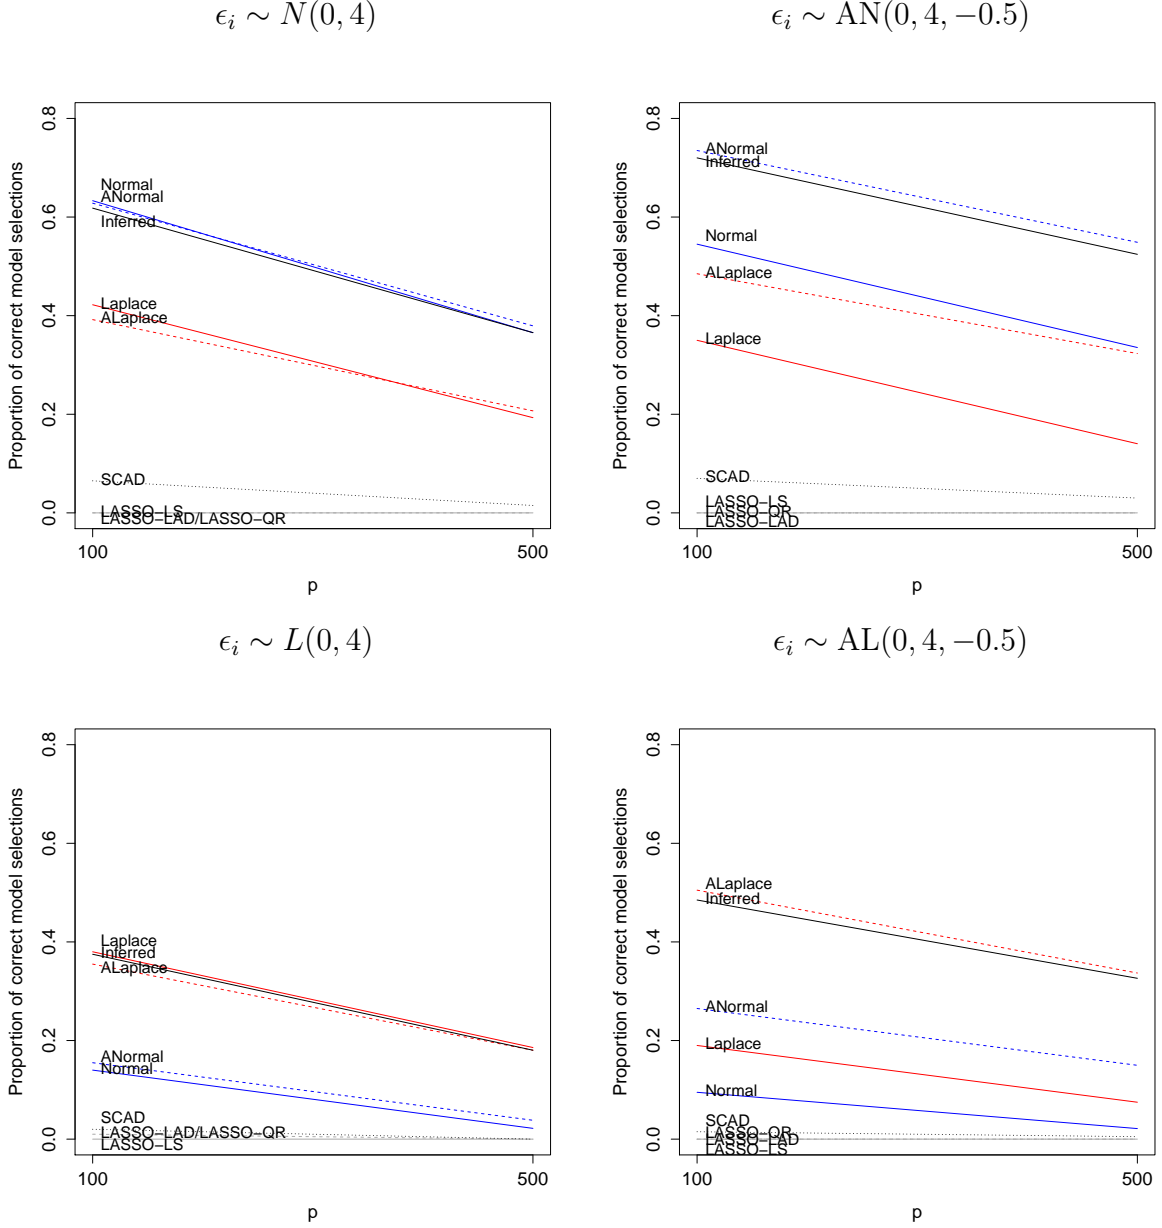 ϵᵢ ∼ N(0, 4)
Proportion of correct model selections
0.8
0.6
0.4
0.2
0.0
Normal
ANormal
Inferred
Laplace
ALaplace
SCAD
LASSO−LS
LASSO−LAD/LASSO−QR
100
500
p
ϵᵢ ∼ AN(0, 4, −0.5)
Proportion of correct model selections
0.8
0.6
0.4
0.2
0.0
ANormal
Inferred
Normal
ALaplace
Laplace
SCAD
LASSO−LS
LASSO−QR
LASSO−LAD
100
500
p
ϵᵢ ∼ L(0, 4)
Proportion of correct model selections
0.8
0.6
0.4
0.2
0.0
Laplace
Inferred
ALaplace
ANormal
Normal
SCAD
LASSO−LAD/LASSO−QR
LASSO−LS
100
500
p
ϵᵢ ∼ AL(0, 4, −0.5)
Proportion of correct model selections
0.8
0.6
0.4
0.2
0.0
ALaplace
Inferred
ANormal
Laplace
Normal
SCAD
LASSO−QR
LASSO−LAD
LASSO−LS
100
500
p